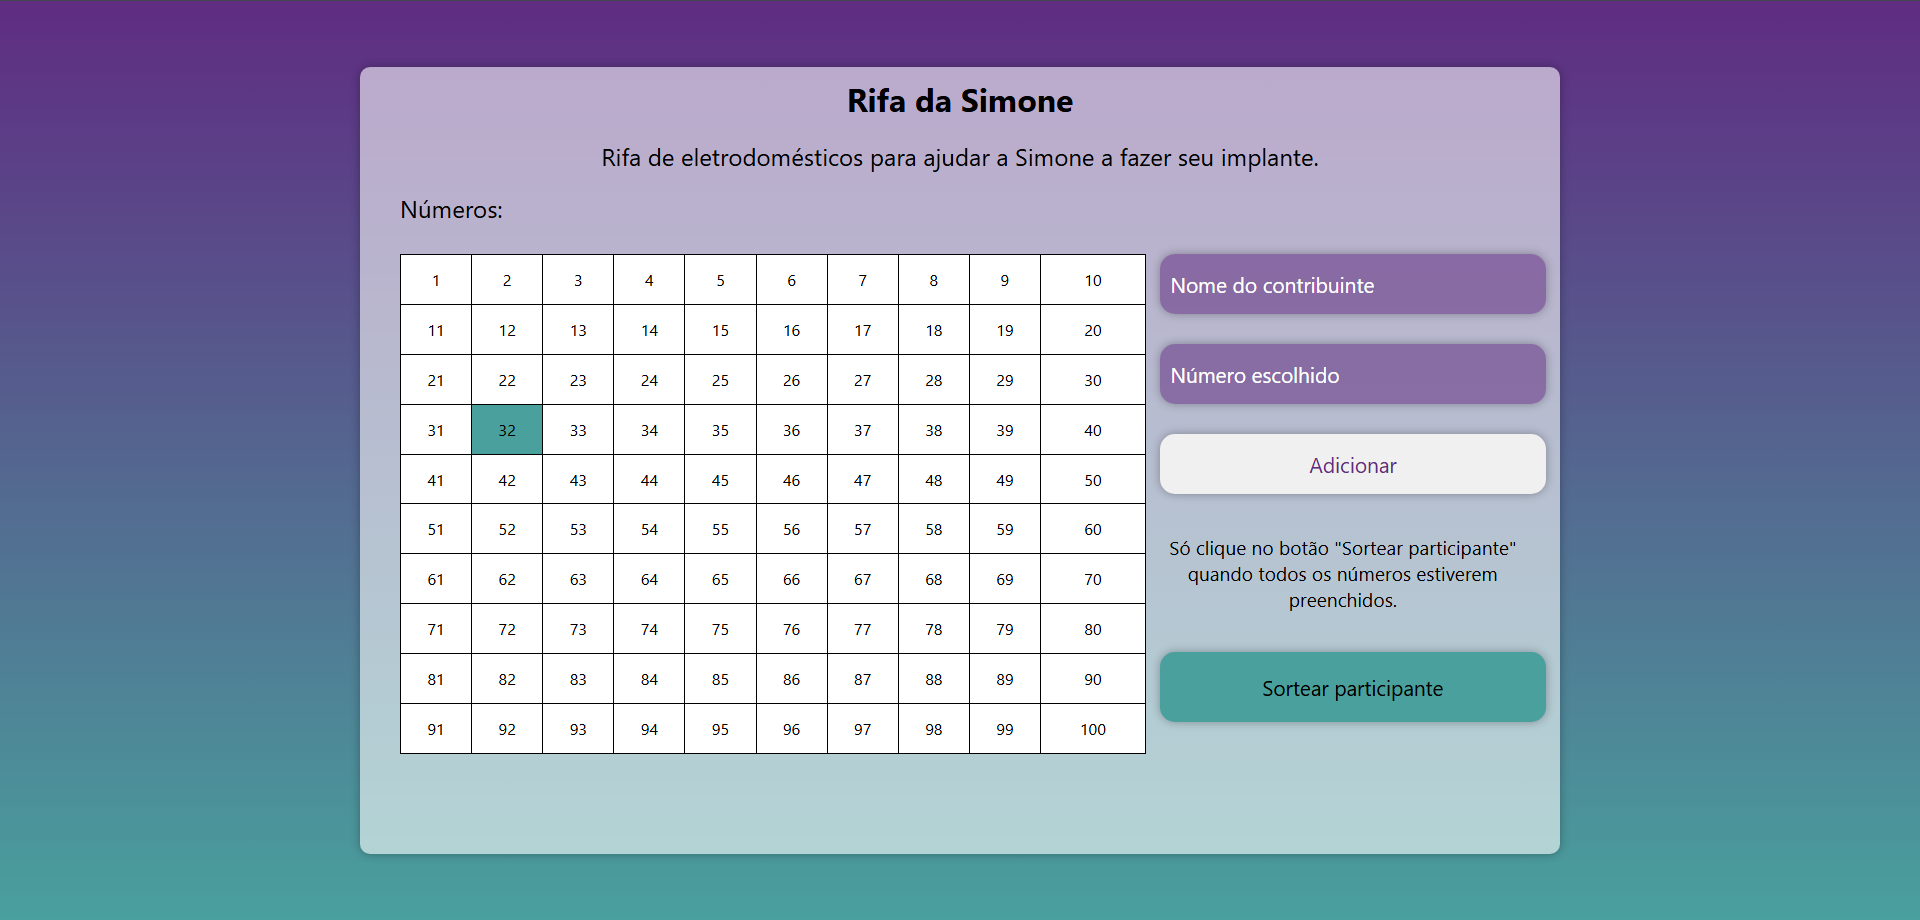 Rifa da Simone
Rifa de eletrodomésticos para ajudar a Simone a fazer seu implante.
Números:
1 2 3 4 5 6 7 8 9 10
11 12 13 14 15 16 17 18 19 20
21 22 23 24 25 26 27 28 29 30
31 32 33 34 35 36 37 38 39 40
41 42 43 44 45 46 47 48 49 50
51 52 53 54 55 56 57 58 59 60
61 62 63 64 65 66 67 68 69 70
71 72 73 74 75 76 77 78 79 80
81 82 83 84 85 86 87 88 89 90
91 92 93 94 95 96 97 98 99 100
Nome do contribuinte
Número escolhido
Adicionar
Só clique no botão "Sortear participante"
quando todos os números estiverem
preenchidos.
Sortear participante